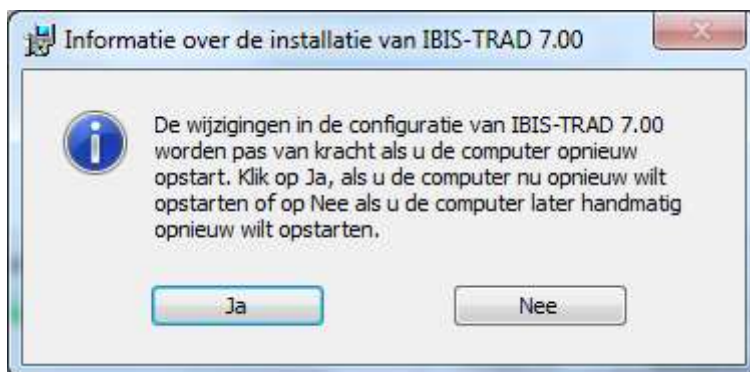 Informatie over de installatie van IBIS-TRAD 7.00
De wijzigingen in de configuratie van IBIS-TRAD 7.00
worden pas van kracht als u de computer opnieuw
opstart. Klik op Ja, als u de computer nu opnieuw wilt
opstarten of op Nee als u de computer later handmatig
opnieuw wilt opstarten.
Ja
Nee